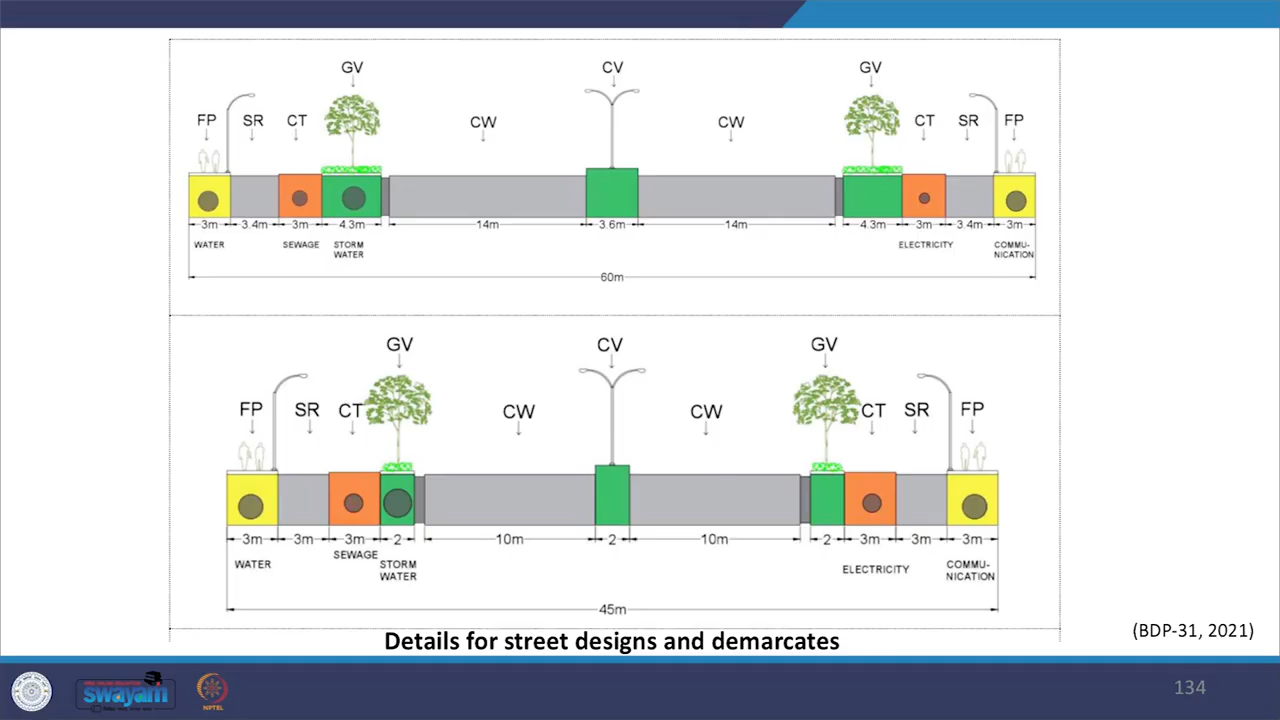 GV CV GV
FP SR CT CW CW CT SR FP
3m 3.4m 3m 4.3m 14m 3.6m 14m 4.3m 3m 3.4m 3m
WATER SEWAGE STORM WATER ELECTRICITY COMMU-NICATION
60m
GV CV GV
FP SR CT CW CW CT SR FP
3m 3m 3m 2 10m 2 10m 2 3m 3m 3m
WATER SEWAGE STORM WATER ELECTRICITY COMMU-NICATION
45m
Details for street designs and demarcates
(BDP-31, 2021)
swayam
NPTEL
134